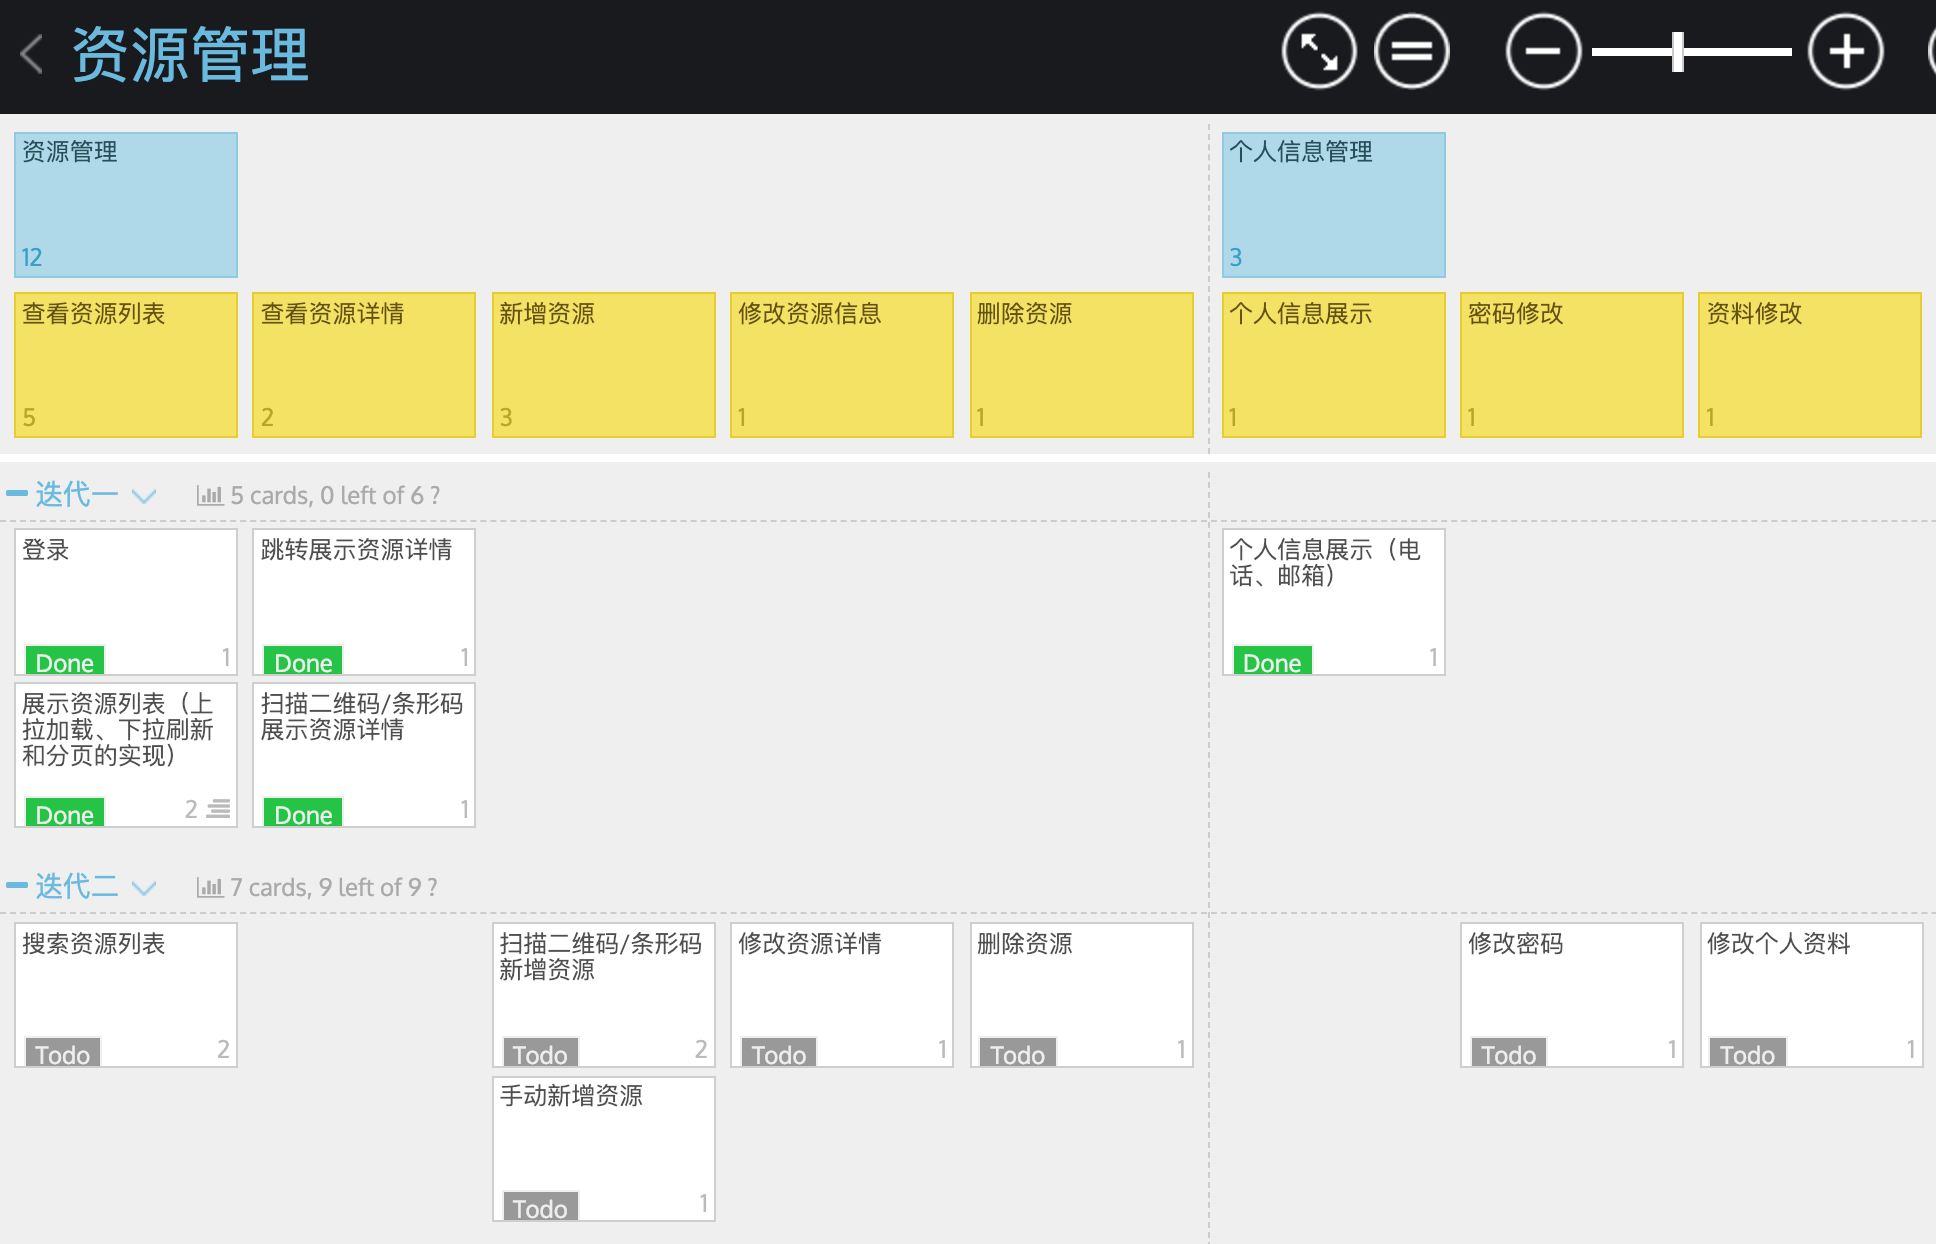 资源管理
资源管理
12
个人信息管理
3
查看资源列表
5
查看资源详情
2
新增资源
3
修改资源信息
1
删除资源
1
个人信息展示
1
密码修改
1
资料修改
1
迭代一
5 cards, 0 left of 6 ?
登录
Done
1
跳转展示资源详情
Done
1
个人信息展示（电
话、邮箱）
Done
1
展示资源列表（上
拉加载、下拉刷新
和分页的实现）
Done
2
扫描二维码/条形码
展示资源详情
Done
1
迭代二
7 cards, 9 left of 9 ?
搜索资源列表
Todo
2
扫描二维码/条形码
新增资源
Todo
2
修改资源详情
Todo
1
删除资源
Todo
1
修改密码
Todo
1
修改个人资料
Todo
1
手动新增资源
Todo
1